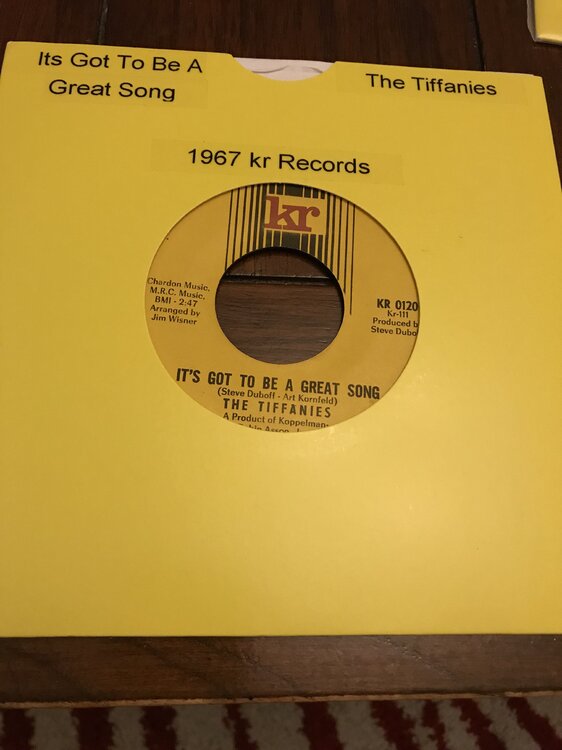 Its Got To Be A
Great Song
The Tiffanies
1967 kr Records
kr
Chardon Music,
M.R.C. Music,
BMI - 2:47
Arranged by
Jim Wisner
KR 0120
Kr-111
Produced b
Steve Dubo
IT'S GOT TO BE A GREAT SONG
(Steve Duboff - Art Kornfeld)
THE TIFFANIES
A Product of Koppelman-